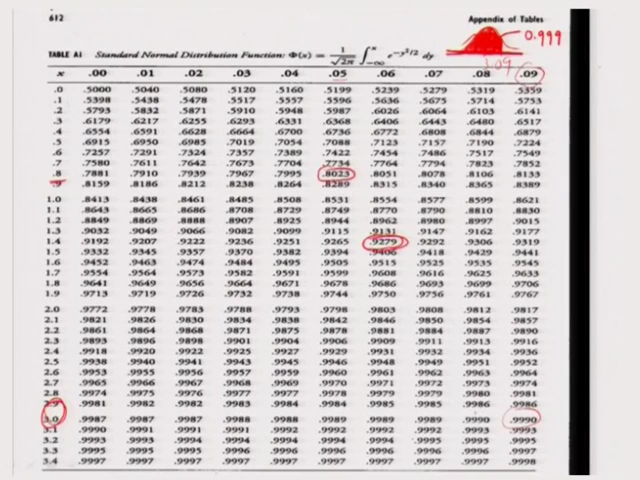 612
Appendix of Tables
0.999
3.09
TABLE A1 Standard Normal Distribution Function: Φ(x) = 1/√2π ∫_{-∞}^{x} e^{-y²/2} dy
x .00 .01 .02 .03 .04 .05 .06 .07 .08 .09
.0 .5000 .5040 .5080 .5120 .5160 .5199 .5239 .5279 .5319 .5359
.1 .5398 .5438 .5478 .5517 .5557 .5596 .5636 .5675 .5714 .5753
.2 .5793 .5832 .5871 .5910 .5948 .5987 .6026 .6064 .6103 .6141
.3 .6179 .6217 .6255 .6293 .6331 .6368 .6406 .6443 .6480 .6517
.4 .6554 .6591 .6628 .6664 .6700 .6736 .6772 .6808 .6844 .6879
.5 .6915 .6950 .6985 .7019 .7054 .7088 .7123 .7157 .7190 .7224
.6 .7257 .7291 .7324 .7357 .7389 .7422 .7454 .7486 .7517 .7549
.7 .7580 .7611 .7642 .7673 .7704 .7734 .7764 .7794 .7823 .7852
.8 .7881 .7910 .7939 .7967 .7995 .8023 .8051 .8078 .8106 .8133
.9 .8159 .8186 .8212 .8238 .8264 .8289 .8315 .8340 .8365 .8389
1.0 .8413 .8438 .8461 .8485 .8508 .8531 .8554 .8577 .8599 .8621
1.1 .8643 .8665 .8686 .8708 .8729 .8749 .8770 .8790 .8810 .8830
1.2 .8849 .8869 .8888 .8907 .8925 .8944 .8962 .8980 .8997 .9015
1.3 .9032 .9049 .9066 .9082 .9099 .9115 .9131 .9147 .9162 .9177
1.4 .9192 .9207 .9222 .9236 .9251 .9265 .9279 .9292 .9306 .9319
1.5 .9332 .9345 .9357 .9370 .9382 .9394 .9406 .9418 .9429 .9441
1.6 .9452 .9463 .9474 .9484 .9495 .9505 .9515 .9525 .9535 .9545
1.7 .9554 .9564 .9573 .9582 .9591 .9599 .9608 .9616 .9625 .9633
1.8 .9641 .9649 .9656 .9664 .9671 .9678 .9686 .9693 .9699 .9706
1.9 .9713 .9719 .9726 .9732 .9738 .9744 .9750 .9756 .9761 .9767
2.0 .9772 .9778 .9783 .9788 .9793 .9798 .9803 .9808 .9812 .9817
2.1 .9821 .9826 .9830 .9834 .9838 .9842 .9846 .9850 .9854 .9857
2.2 .9861 .9864 .9868 .9871 .9875 .9878 .9881 .9884 .9887 .9890
2.3 .9893 .9896 .9898 .9901 .9904 .9906 .9909 .9911 .9913 .9916
2.4 .9918 .9920 .9922 .9925 .9927 .9929 .9931 .9932 .9934 .9936
2.5 .9938 .9940 .9941 .9943 .9945 .9946 .9948 .9949 .9951 .9952
2.6 .9953 .9955 .9956 .9957 .9959 .9960 .9961 .9962 .9963 .9964
2.7 .9965 .9966 .9967 .9968 .9969 .9970 .9971 .9972 .9973 .9974
2.8 .9974 .9975 .9976 .9977 .9977 .9978 .9979 .9979 .9980 .9981
2.9 .9981 .9982 .9982 .9983 .9984 .9984 .9985 .9985 .9986 .9986
3.0 .9987 .9987 .9987 .9988 .9988 .9989 .9989 .9989 .9990 .9990
3.1 .9990 .9991 .9991 .9991 .9992 .9992 .9992 .9992 .9993 .9993
3.2 .9993 .9993 .9994 .9994 .9994 .9994 .9994 .9995 .9995 .9995
3.3 .9995 .9995 .9995 .9996 .9996 .9996 .9996 .9996 .9996 .9997
3.4 .9997 .9997 .9997 .9997 .9997 .9997 .9997 .9997 .9997 .9998